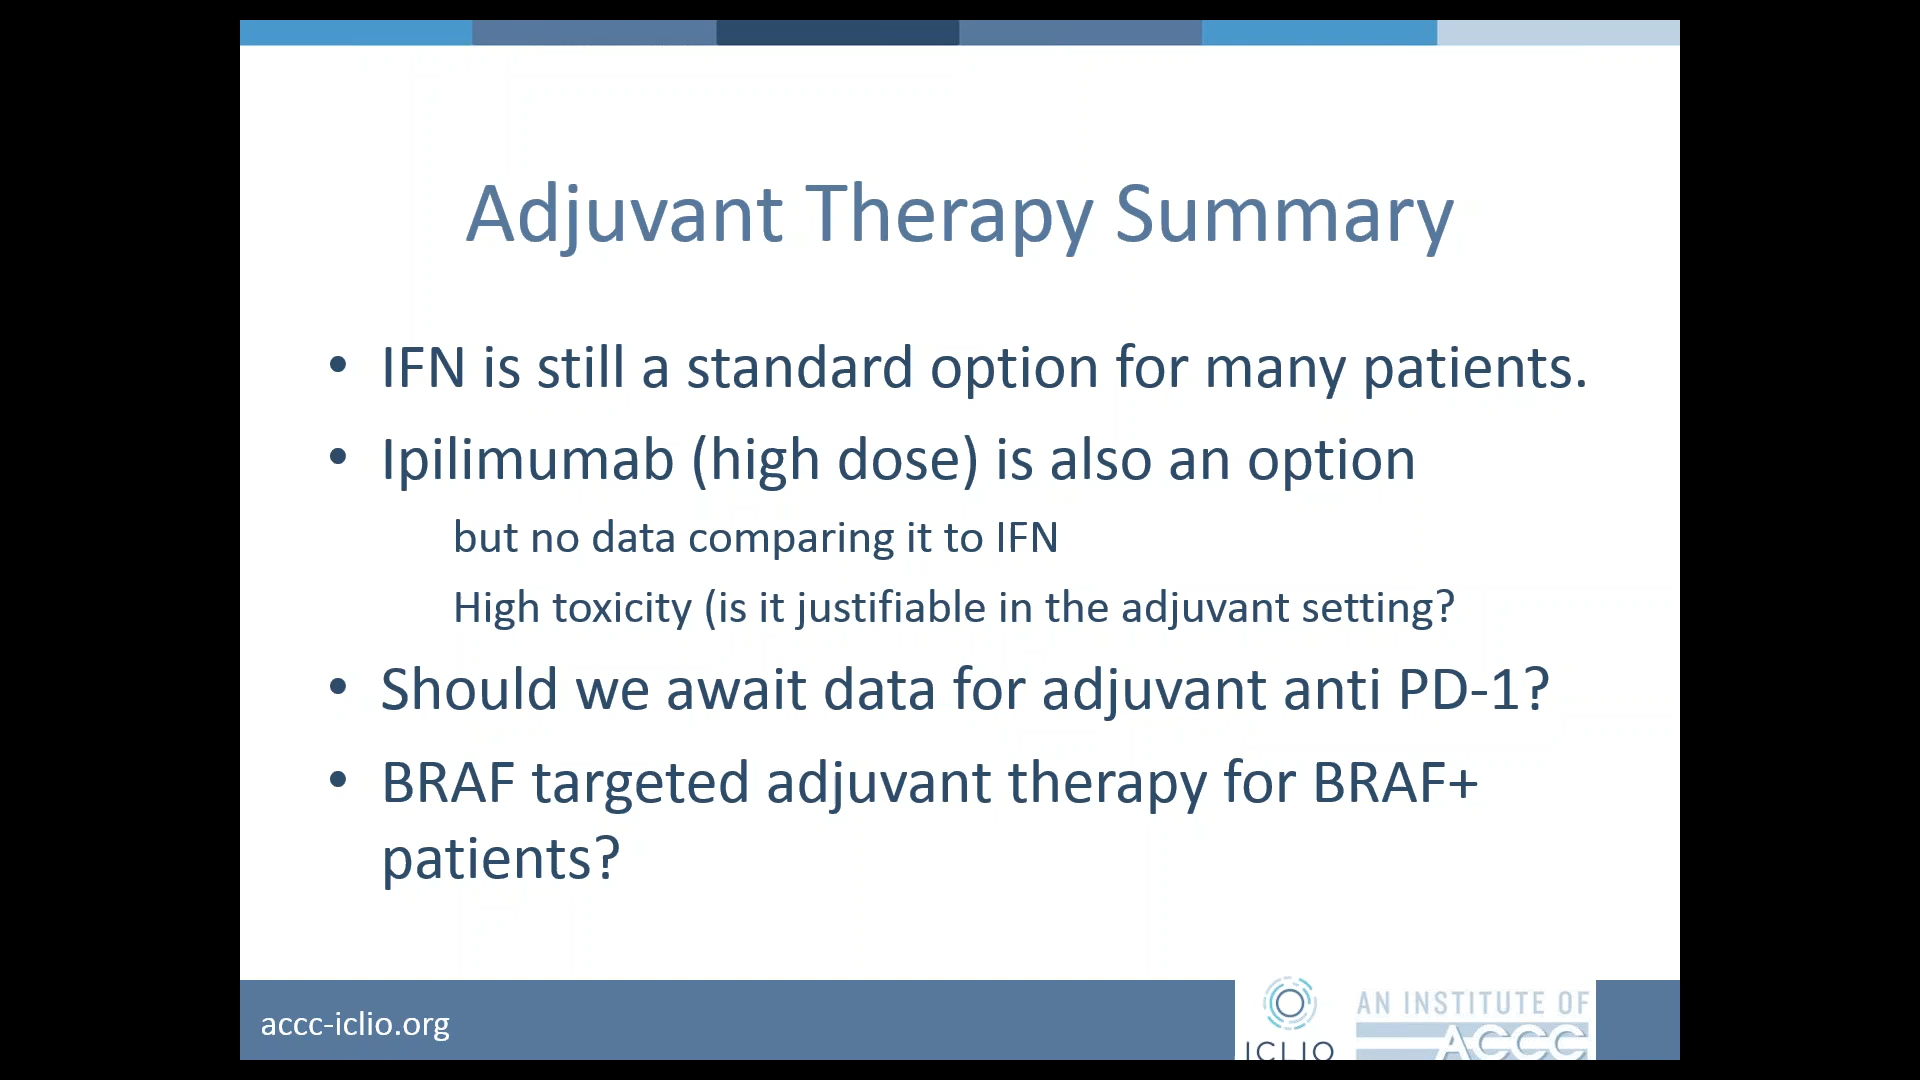 Adjuvant Therapy Summary
• IFN is still a standard option for many patients.
• Ipilimumab (high dose) is also an option
but no data comparing it to IFN
High toxicity (is it justifiable in the adjuvant setting?
• Should we await data for adjuvant anti PD-1?
• BRAF targeted adjuvant therapy for BRAF+
patients?
accc-iclio.org
ICLIO
AN INSTITUTE OF
ACCC